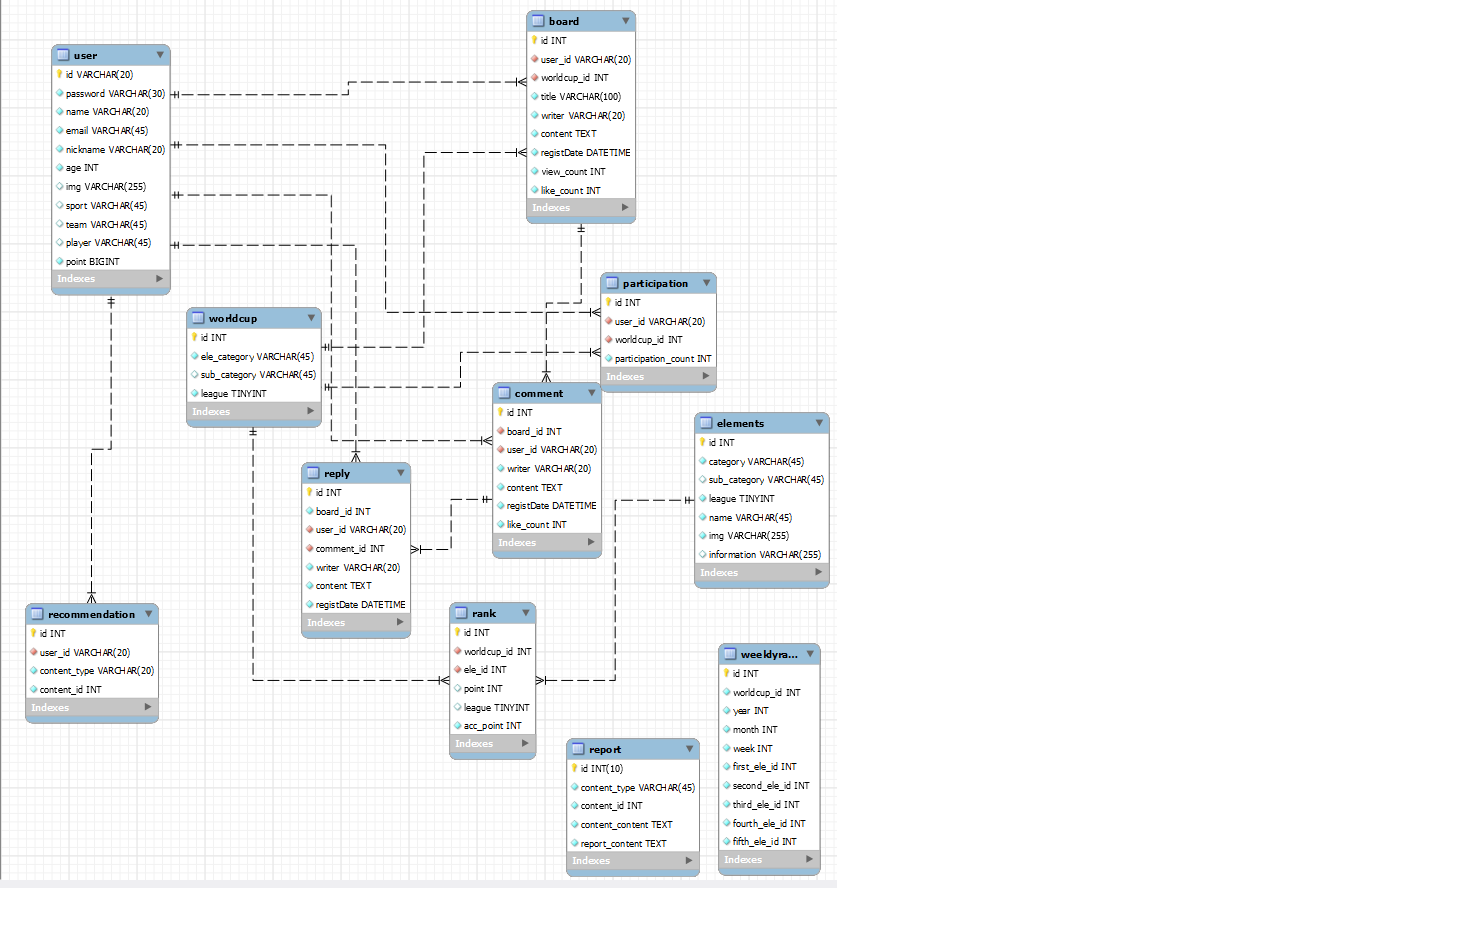 user
id VARCHAR(20)
password VARCHAR(30)
name VARCHAR(20)
email VARCHAR(45)
nickname VARCHAR(20)
age INT
img VARCHAR(255)
sport VARCHAR(45)
team VARCHAR(45)
player VARCHAR(45)
point BIGINT
Indexes
board
id INT
user_id VARCHAR(20)
worldcup_id INT
title VARCHAR(100)
writer VARCHAR(20)
content TEXT
registDate DATETIME
view_count INT
like_count INT
Indexes
worldcup
id INT
ele_category VARCHAR(45)
sub_category VARCHAR(45)
league TINYINT
Indexes
participation
id INT
user_id VARCHAR(20)
worldcup_id INT
participation_count INT
Indexes
comment
id INT
board_id INT
user_id VARCHAR(20)
writer VARCHAR(20)
content TEXT
registDate DATETIME
like_count INT
Indexes
elements
id INT
category VARCHAR(45)
sub_category VARCHAR(45)
league TINYINT
name VARCHAR(45)
img VARCHAR(255)
information VARCHAR(255)
Indexes
reply
id INT
board_id INT
user_id VARCHAR(20)
comment_id INT
writer VARCHAR(20)
content TEXT
registDate DATETIME
Indexes
recommendation
id INT
user_id VARCHAR(20)
content_type VARCHAR(20)
content_id INT
Indexes
rank
id INT
worldcup_id INT
ele_id INT
point INT
league TINYINT
acc_point INT
Indexes
report
id INT(10)
content_type VARCHAR(45)
content_id INT
content_content TEXT
report_content TEXT
Indexes
weeklyra...
id INT
worldcup_id INT
year INT
month INT
week INT
first_ele_id INT
second_ele_id INT
third_ele_id INT
fourth_ele_id INT
fifth_ele_id INT
Indexes